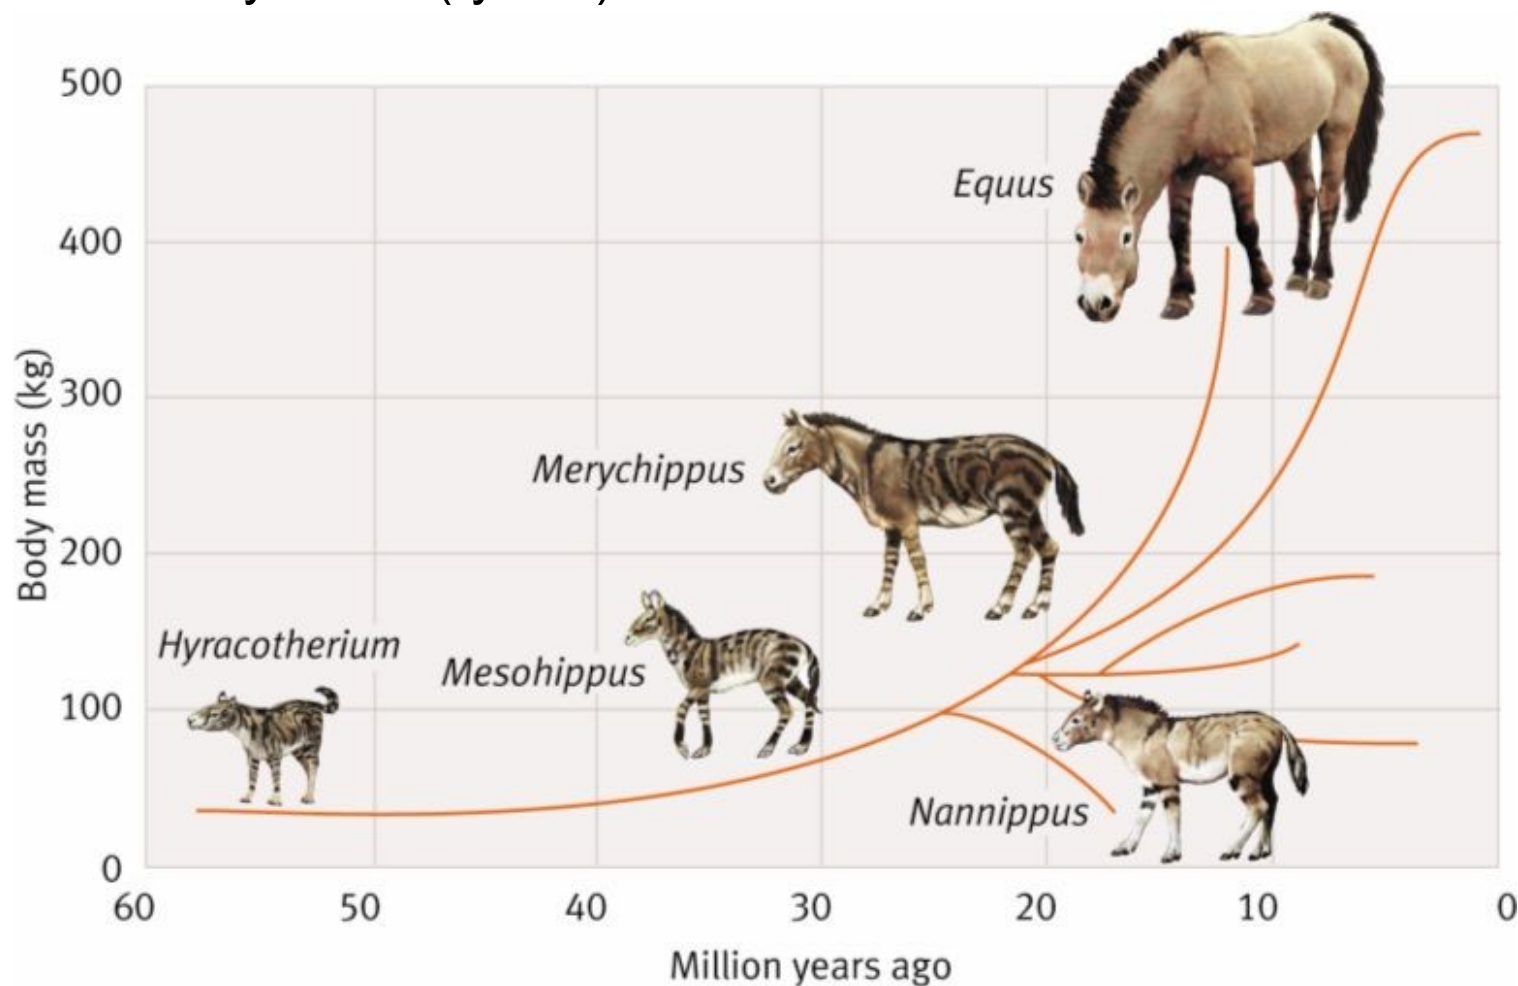 500
400
300
200
100
0
Body mass (kg)
Equus
Merychippus
Hyracotherium
Mesohippus
Nannippus
60 50 40 30 20 10 0
Million years ago